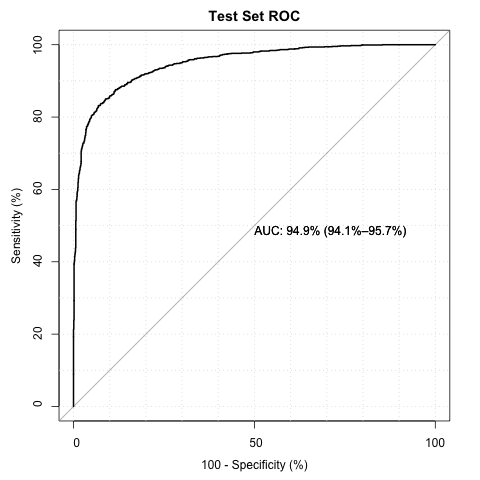 Test Set ROC
100
80
60
40
20
0
Sensitivity (%)
AUC: 94.9% (94.1%–95.7%)
0 50 100
100 - Specificity (%)